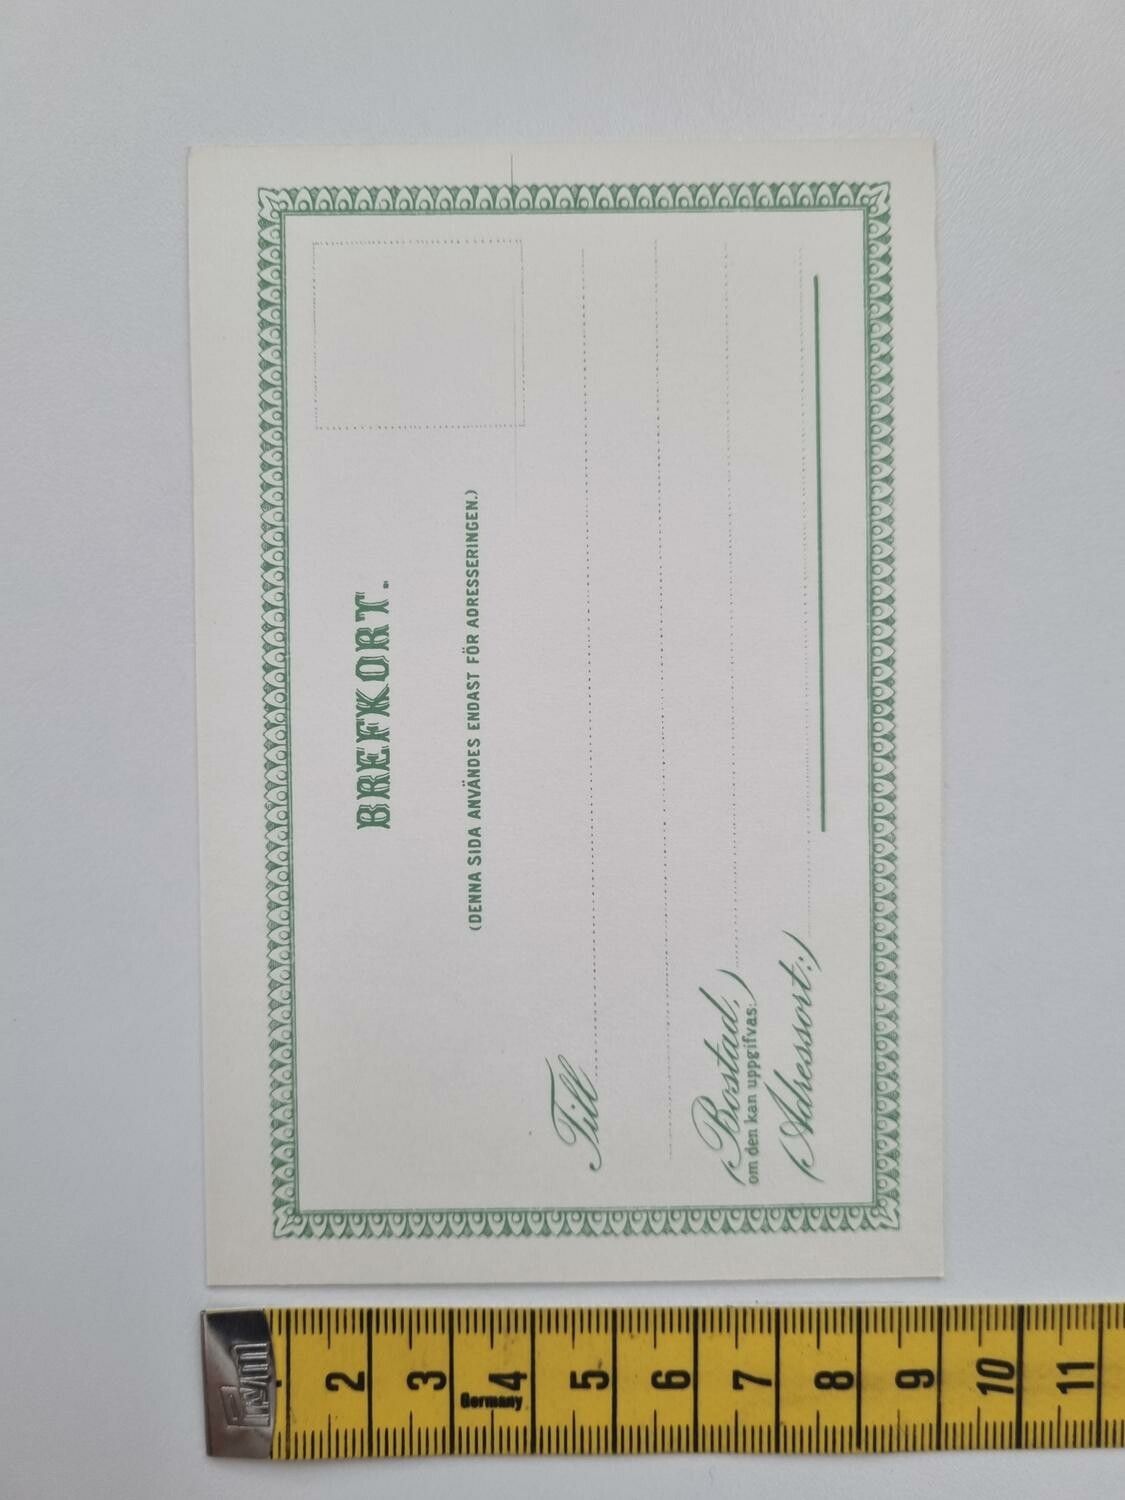 BREFKORT.
(DENNA SIDA ANVÄNDES ENDAST FÖR ADRESSERINGEN.)
Till
(Bostad,)
om den kan uppgifvas:
(Adressort:)
Prym
2 3 4 5 6 7 8 9 10 11
Germany